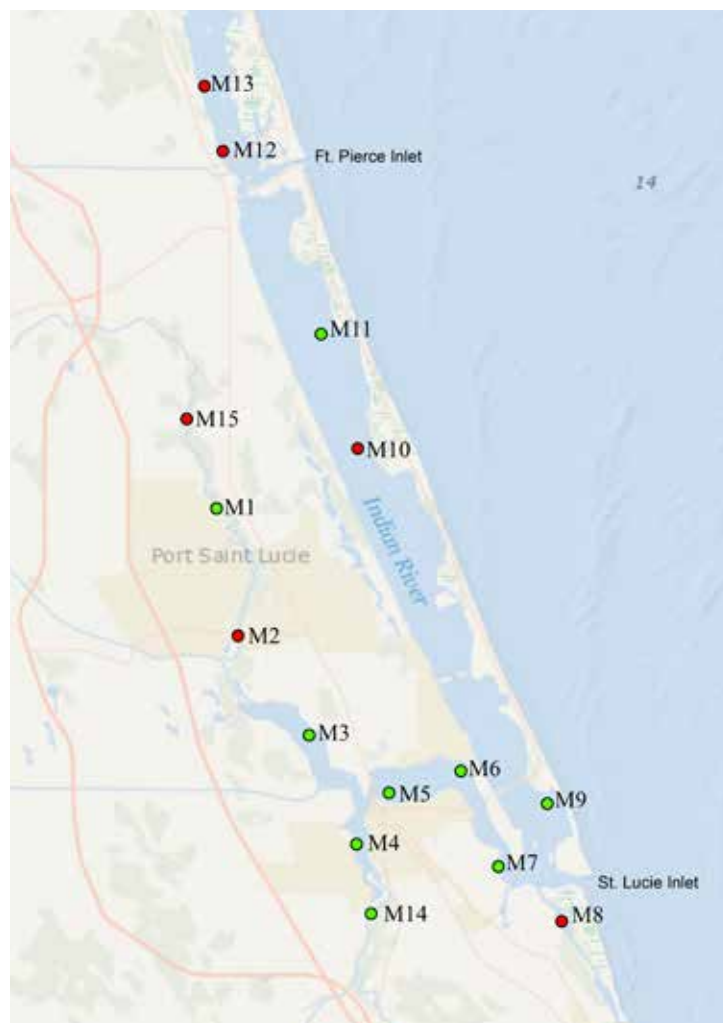 M13
M12
Ft. Pierce Inlet
14
M11
M15
M10
M1
Indian River
Port Saint Lucie
M2
M3
M6
M5
M9
M4
M7
St. Lucie Inlet
M14
M8